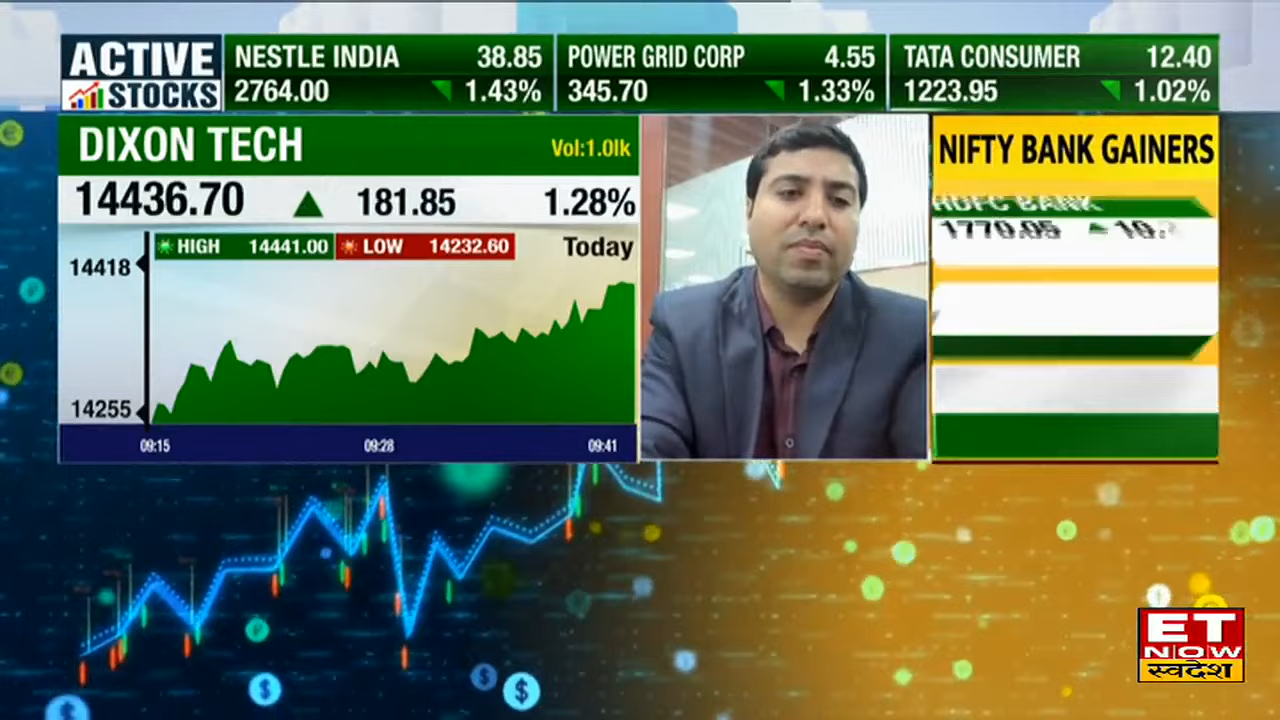 ACTIVE STOCKS
NESTLE INDIA 38.85
2764.00 1.43%
POWER GRID CORP 4.55
345.70 1.33%
TATA CONSUMER 12.40
1223.95 1.02%
DIXON TECH
Vol:1.0lk
14436.70 181.85 1.28%
HIGH 14441.00 LOW 14232.60 Today
14418
14255
09:15 09:28 09:41
NIFTY BANK GAINERS
HDFC BANK
ET
NOW
स्वदेश